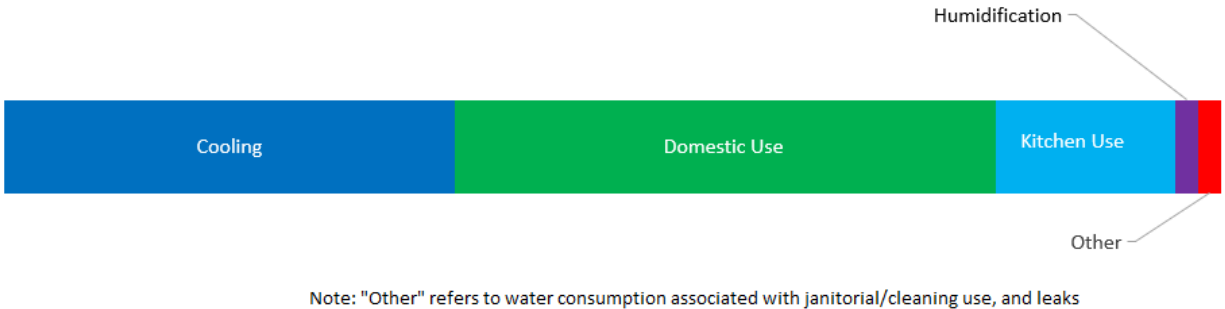 Humidification
Cooling
Domestic Use
Kitchen Use
Other
Note: "Other" refers to water consumption associated with janitorial/cleaning use, and leaks